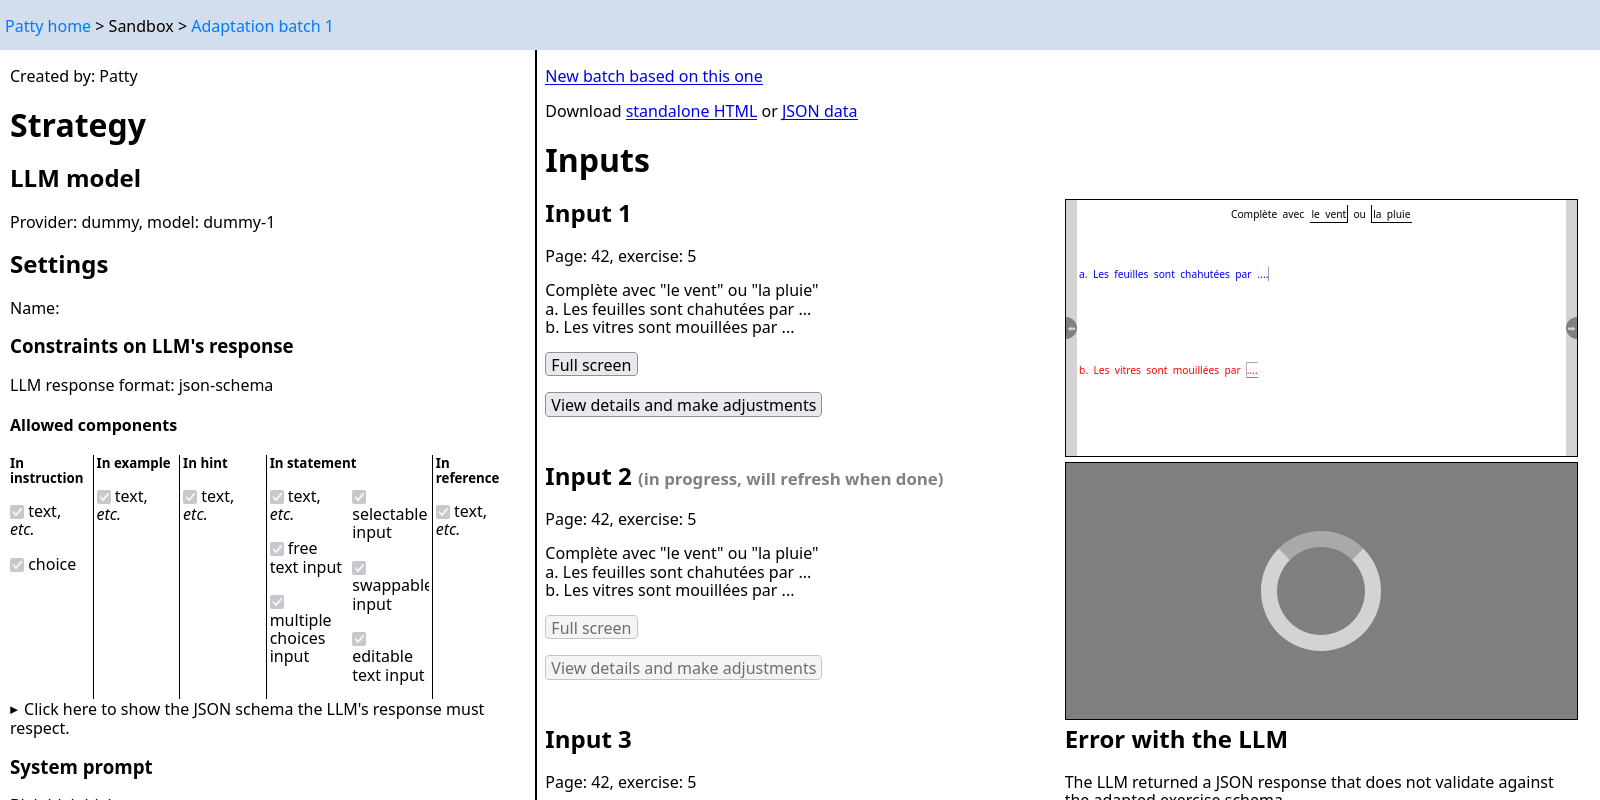 Patty home > Sandbox > Adaptation batch 1
Created by: Patty
Strategy
LLM model
Provider: dummy, model: dummy-1
Settings
Name:
Constraints on LLM's response
LLM response format: json-schema
Allowed components
In
instruction
text,
etc.
choice
In example
text,
etc.
In hint
text,
etc.
In statement
text,
etc.
free
text input
multiple
choices
input
selectable
input
swappable
input
editable
text input
In
reference
text,
etc.
▸ Click here to show the JSON schema the LLM's response must
respect.
System prompt
New batch based on this one
Download standalone HTML or JSON data
Inputs
Input 1
Page: 42, exercise: 5
Complète avec "le vent" ou "la pluie"
a. Les feuilles sont chahutées par ...
b. Les vitres sont mouillées par ...
Full screen
View details and make adjustments
Complète avec le vent ou la pluie
a. Les feuilles sont chahutées par ....
b. Les vitres sont mouillées par ....
Input 2 (in progress, will refresh when done)
Page: 42, exercise: 5
Complète avec "le vent" ou "la pluie"
a. Les feuilles sont chahutées par ...
b. Les vitres sont mouillées par ...
Full screen
View details and make adjustments
Input 3
Page: 42, exercise: 5
Error with the LLM
The LLM returned a JSON response that does not validate against
the adapted exercise schema.